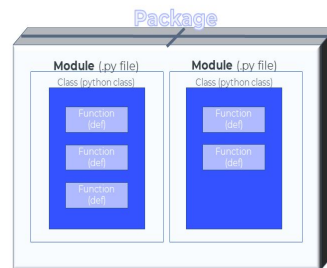 Package
Module (.py file)
Class (python class)
Function
(def)
Function
(def)
Function
(def)
Module (.py file)
Class (python class)
Function
(def)
Function
(def)